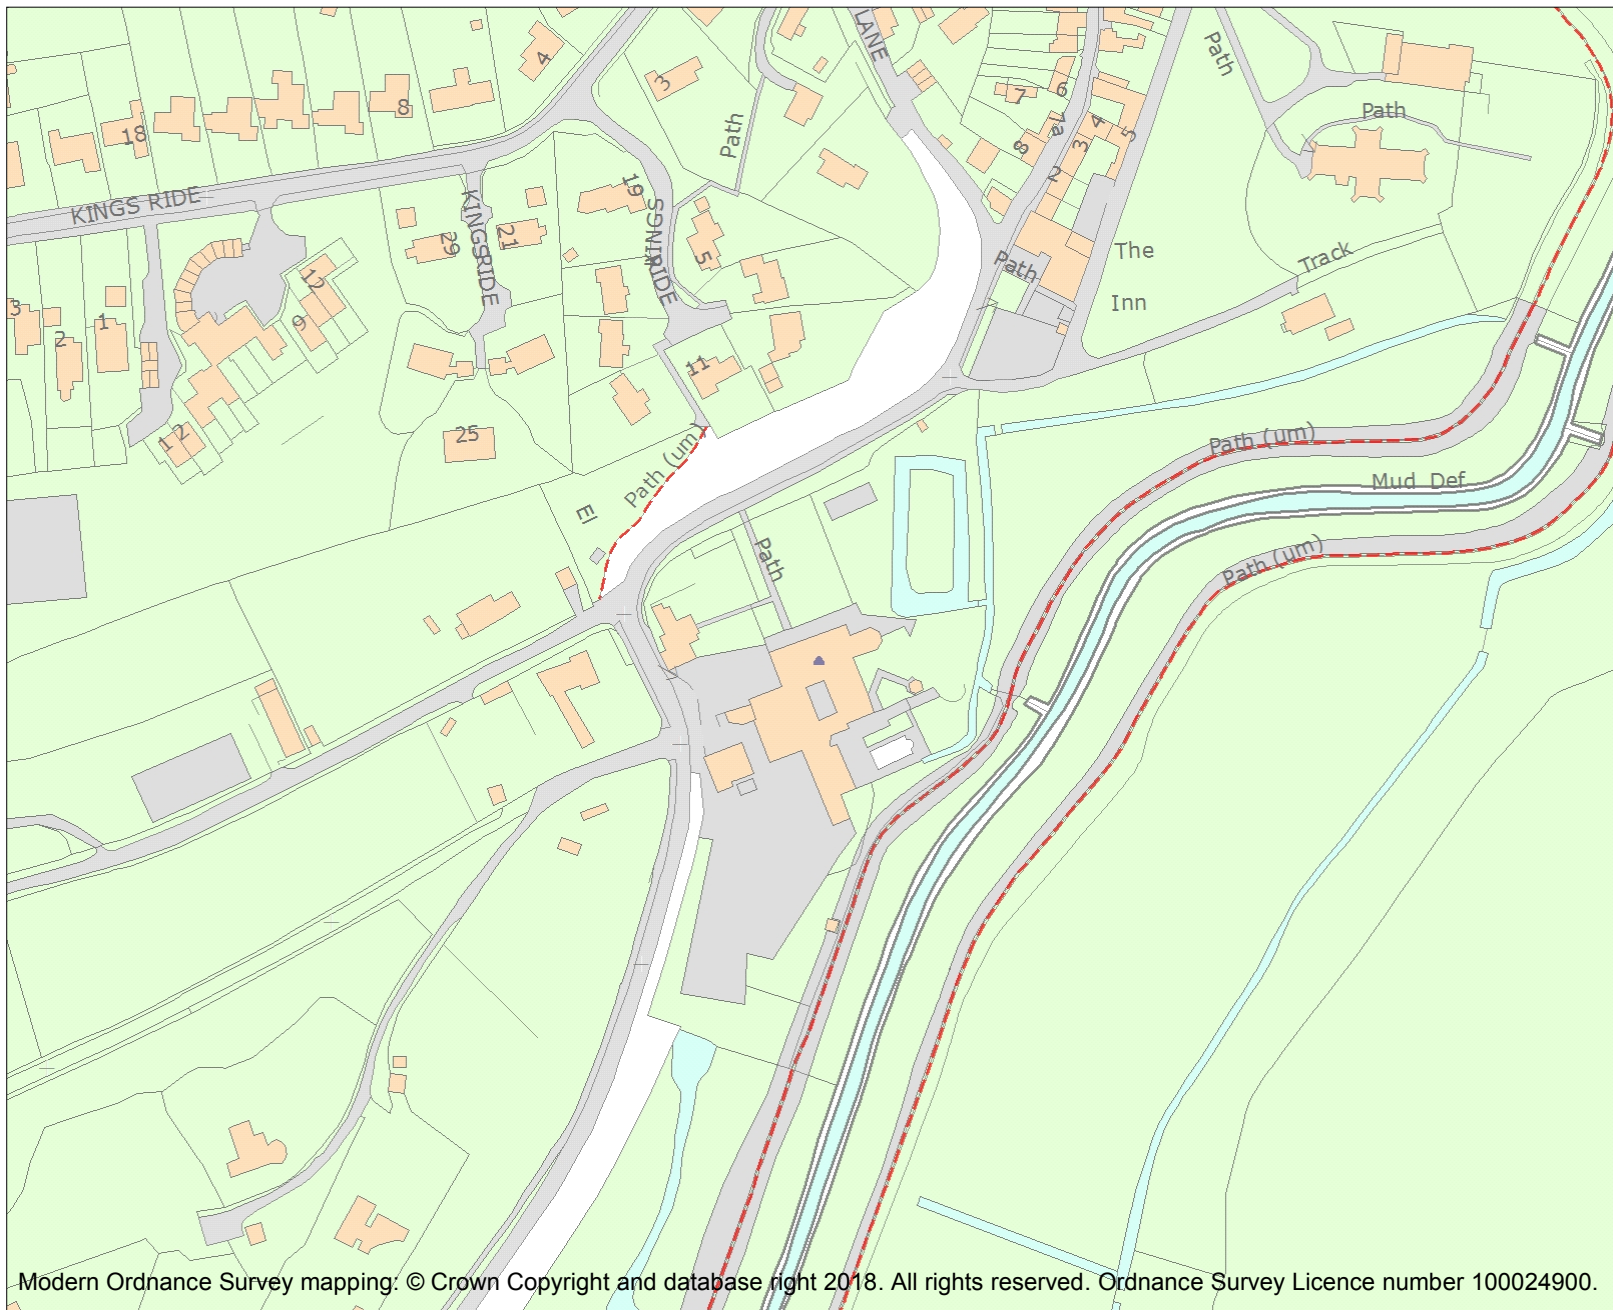 LANE
Path
4
3
Path
8
7
6
4
5
18
Path
8
3
2
19
KINGS RIDE
KINGSRIDE
29
21
KINGSRIDE
5
Path
The
Inn
Track
12
3
2
1
9
11
1 2
25
Path (um)
El
Path (um)
Mud Def
Path
Path (um)
Modern Ordnance Survey mapping: © Crown Copyright and database right 2018. All rights reserved. Ordnance Survey Licence number 100024900.